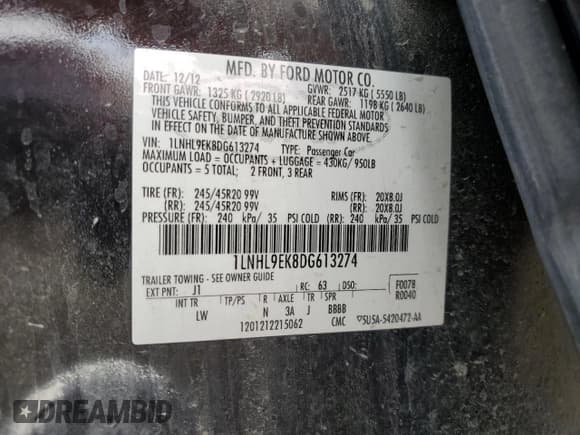 MFD. BY FORD MOTOR CO.
DATE: 12/12
FRONT GAWR: 1325 KG (2920 LB)
GVWR: 2517 KG (5550 LB)
REAR GAWR: 1198 KG (2640 LB)
THIS VEHICLE CONFORMS TO ALL APPLICABLE FEDERAL MOTOR
VEHICLE SAFETY, BUMPER, AND THEFT PREVENTION STANDARDS
IN EFFECT ON THE DATE OF MANUFACTURE SHOWN ABOVE.
VIN: 1LNHL9EK8DG613274 TYPE: Passenger Car
MAXIMUM LOAD = OCCUPANTS + LUGGAGE = 430KG/950LB
OCCUPANTS = 5 TOTAL: 2 FRONT, 3 REAR
TIRE (FR): 245/45R20 99V RIMS (FR): 20X8.0J
(RR): 245/45R20 99V (RR): 20X8.0J
PRESSURE (FR): 240 kPa/ 35 PSI COLD (RR): 240 kPa/ 35 PSI COLD
1LNHL9EK8DG613274
TRAILER TOWING - SEE OWNER GUIDE
EXT PNT: J1 RC: 63 DSO:
F0078
R0040
INT TR TP/PS R AXLE TR SPR
LW N 3A J BBBB
1201212215062 CMC 5U5A-5420472-AA
DREAMBID